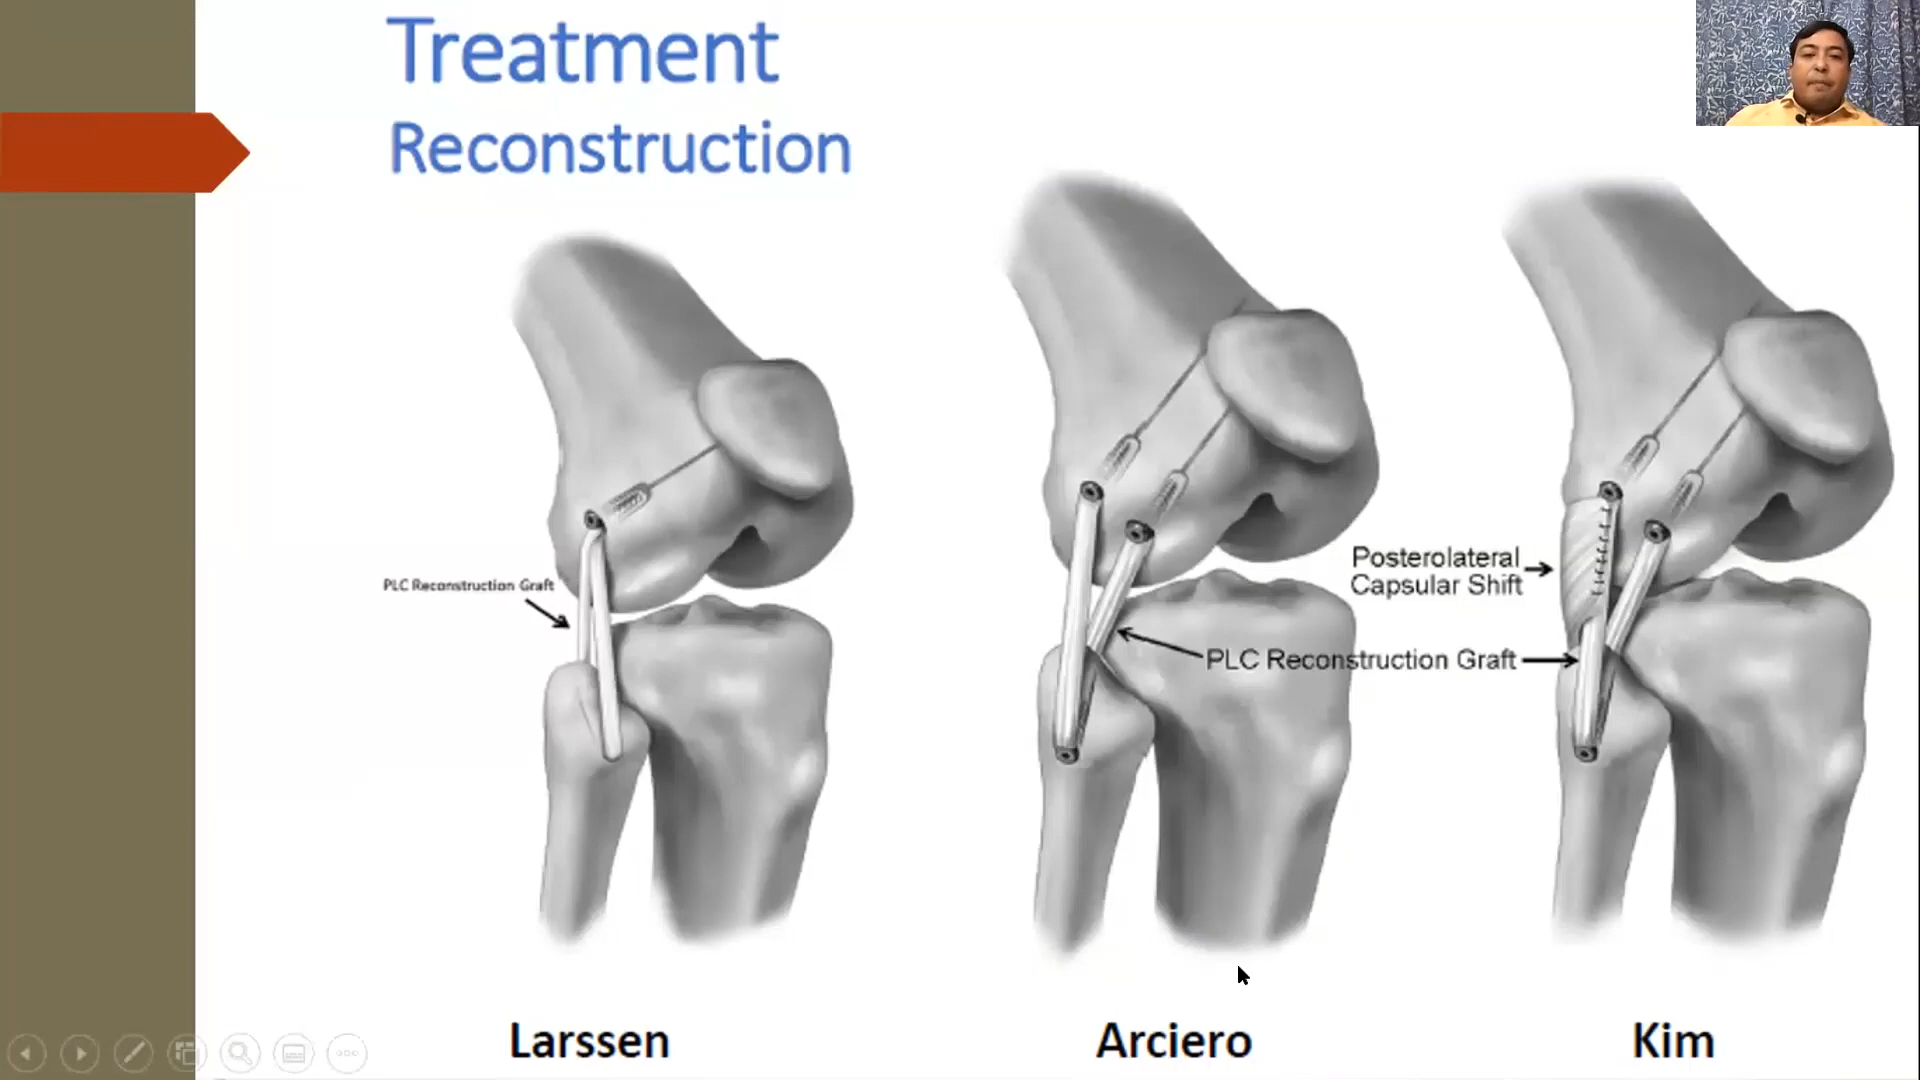 Treatment
Reconstruction
PLC Reconstruction Graft
Posterolateral
Capsular Shift
PLC Reconstruction Graft
Larssen
Arciero
Kim